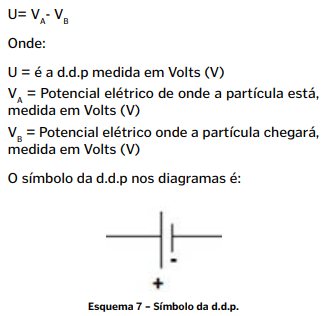 U= V_A- V_B
Onde:
U = é a d.d.p medida em Volts (V)
V_A = Potencial elétrico de onde a partícula está,
medida em Volts (V)
V_B = Potencial elétrico onde a partícula chegará,
medida em Volts (V)
O símbolo da d.d.p nos diagramas é:
-
+
Esquema 7 – Símbolo da d.d.p.